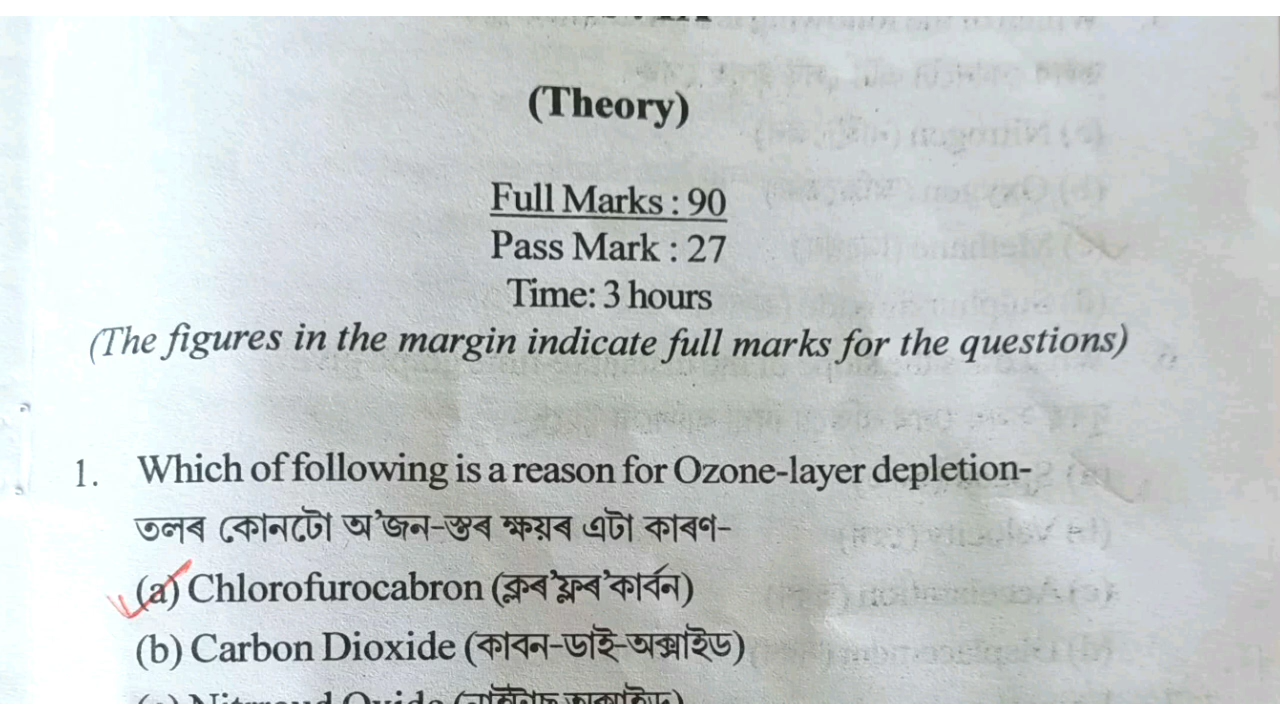 (Theory)
Full Marks : 90
Pass Mark : 27
Time: 3 hours
(The figures in the margin indicate full marks for the questions)
1. Which of following is a reason for Ozone-layer depletion-
তলৰ কোনটো অ'জন-স্তৰ ক্ষয়ৰ এটা কাৰণ-
(a) Chlorofurocabron (ক্লৰ'ফ্লৰ'কাৰ্বন)
(b) Carbon Dioxide (কাবন-ডাই-অক্সাইড)